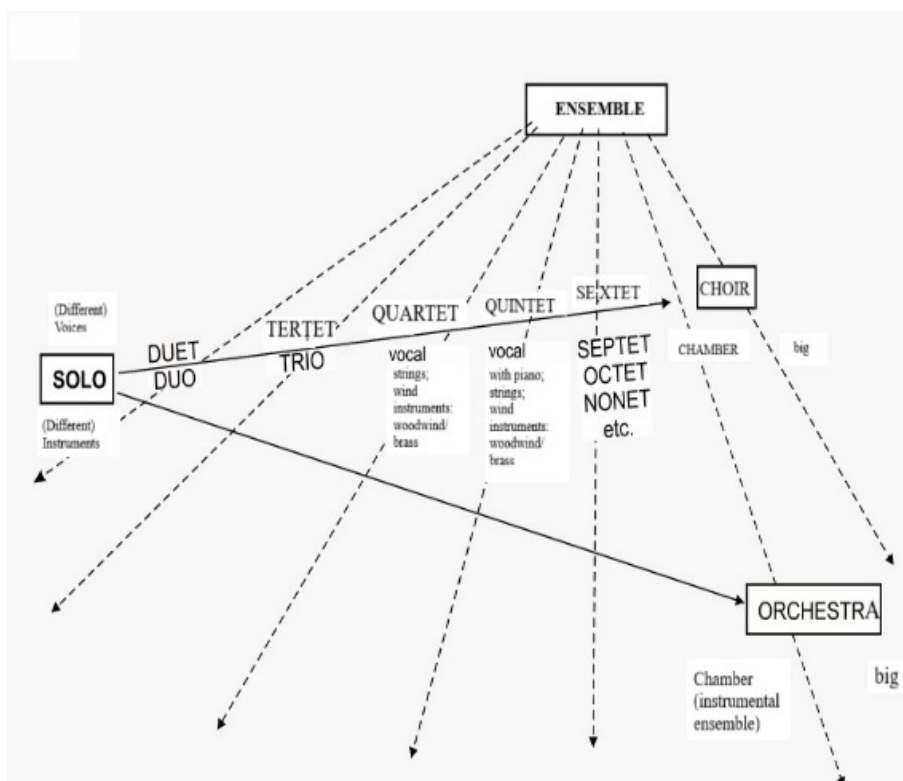 ENSEMBLE
(Different)
Voices
DUET
DUO
SOLO
(Different)
Instruments
TERTET
TRIO
QUARTET
vocal
strings;
wind
instruments:
woodwind/
brass
QUINTET
vocal
with piano;
strings;
wind
instruments:
woodwind/
brass
SEXTET
SEPTET
OCTET
NONET
etc.
CHOIR
CHAMBER
big
ORCHESTRA
Chamber
(instrumental
ensemble)
big